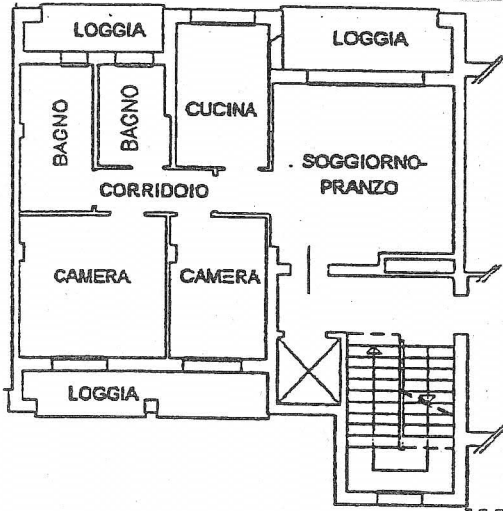 LOGGIA
LOGGIA
BAGNO
BAGNO
CUCINA
SOGGIORNO-
PRANZO
CORRIDOIO
CAMERA
CAMERA
LOGGIA